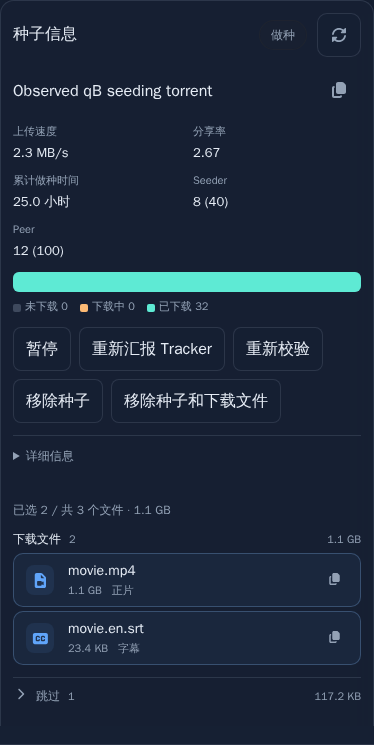 种子信息
做种
Observed qB seeding torrent
上传速度 分享率
2.3 MB/s 2.67
累计做种时间 Seeder
25.0 小时 8 (40)
Peer
12 (100)
未下载 0 下载中 0 已下载 32
暂停 重新汇报 Tracker 重新校验
移除种子 移除种子和下载文件
详细信息
已选 2 / 共 3 个文件 · 1.1 GB
下载文件 2 1.1 GB
movie.mp4
1.1 GB 正片
movie.en.srt
CC
23.4 KB 字幕
跳过 1 117.2 KB